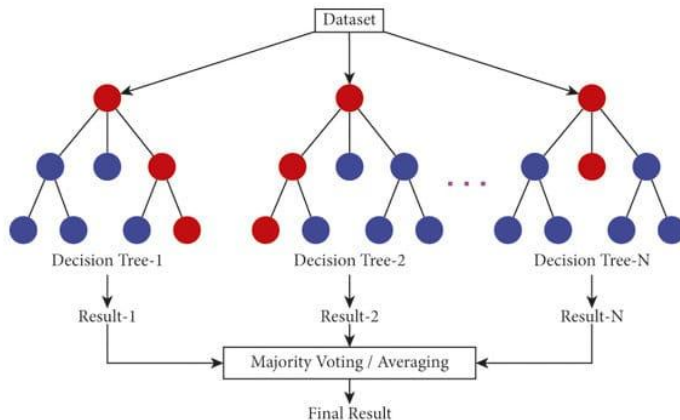 Dataset
Decision Tree-1
Decision Tree-2
Decision Tree-N
Result-1
Result-2
Result-N
Majority Voting / Averaging
Final Result